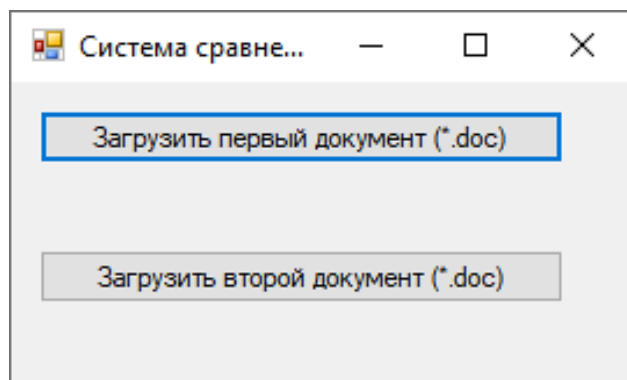 Система сравне...
Загрузить первый документ (*.doc)
Загрузить второй документ (*.doc)